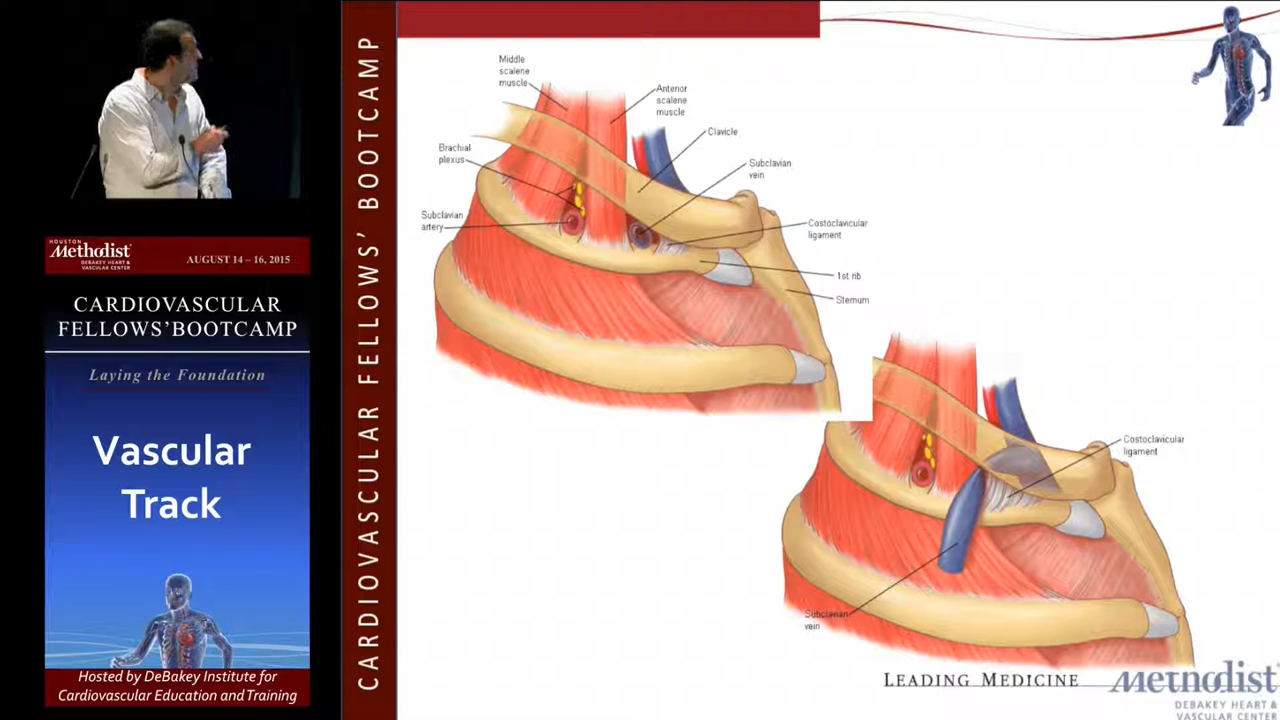 HOUSTON
Methodist
DEBAKEY HEART &
VASCULAR CENTER
AUGUST 14 – 16, 2015
CARDIOVASCULAR
FELLOWS'BOOTCAMP
Laying the Foundation
Vascular
Track
Hosted by DeBakey Institute for
Cardiovascular Education and Training
CARDIOVASCULAR FELLOWS' BOOTCAMP
Middle
scalene
muscle
Anterior
scalene
muscle
Clavicle
Brachial
plexus
Subclavian
vein
Subclavian
artery
Costoclavicular
ligament
1st rib
Sternum
Costoclavicular
ligament
Subclavian
vein
LEADING MEDICINE
Methodist
DEBAKEY HEART &
VASCULAR CENTER